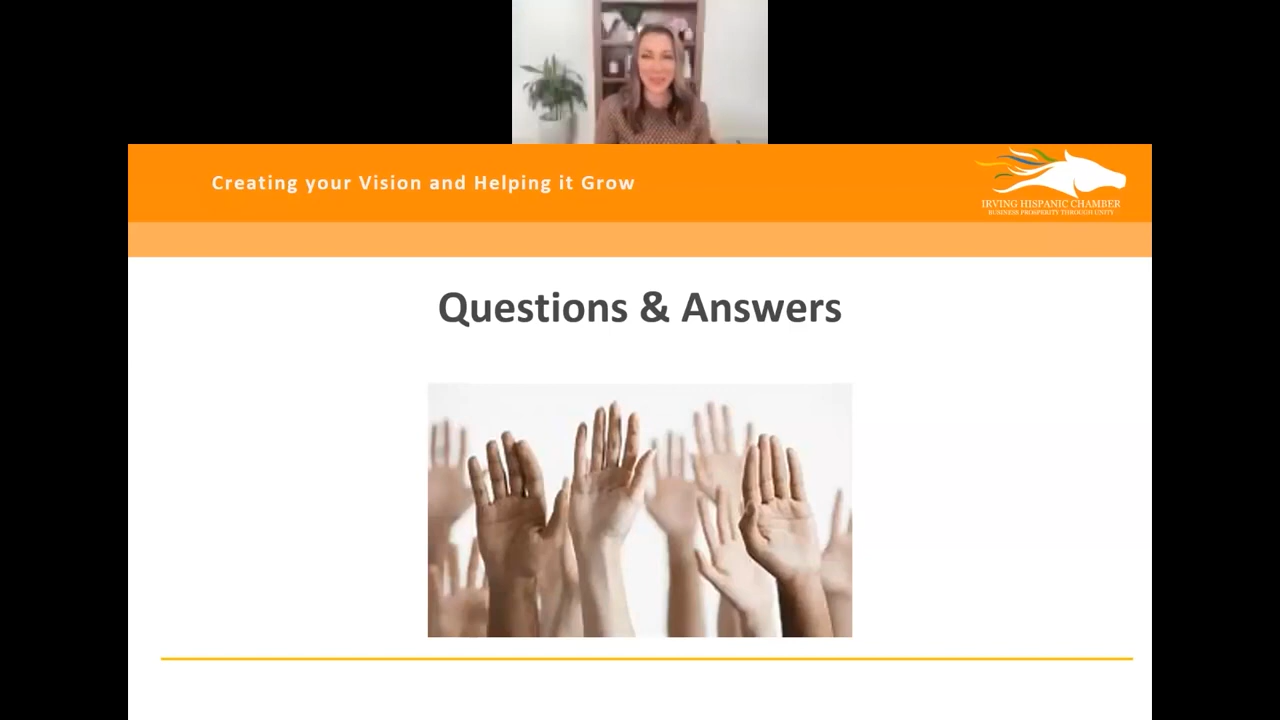 Creating your Vision and Helping it Grow
IRVING HISPANIC CHAMBER
BUSINESS PROSPERITY THROUGH UNITY
Questions & Answers